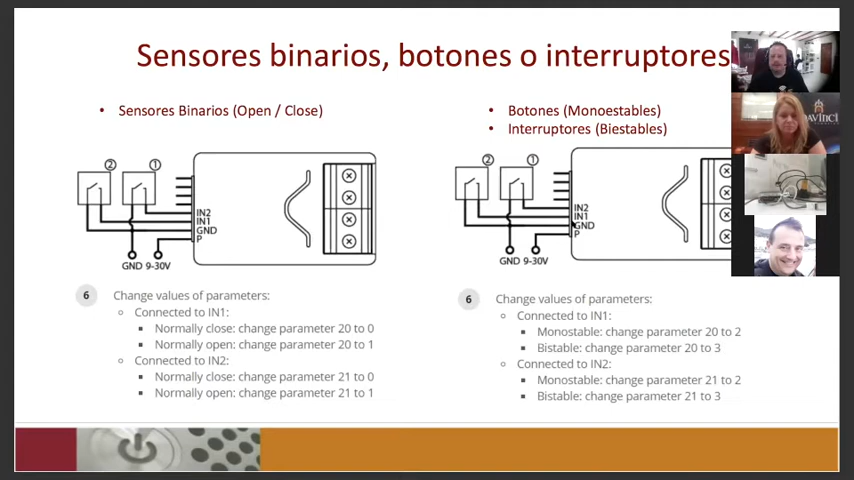 Sensores binarios, botones o interruptores
• Sensores Binarios (Open / Close)
② ①
IN2
IN1
GND
P
GND 9-30V
6 Change values of parameters:
Connected to IN1:
Normally close: change parameter 20 to 0
Normally open: change parameter 20 to 1
Connected to IN2:
Normally close: change parameter 21 to 0
Normally open: change parameter 21 to 1
• Botones (Monoestables)
• Interruptores (Biestables)
② ①
IN2
IN1
GND
P
GND 9-30V
6 Change values of parameters:
Connected to IN1:
Monostable: change parameter 20 to 2
Bistable: change parameter 20 to 3
Connected to IN2:
Monostable: change parameter 21 to 2
Bistable: change parameter 21 to 3